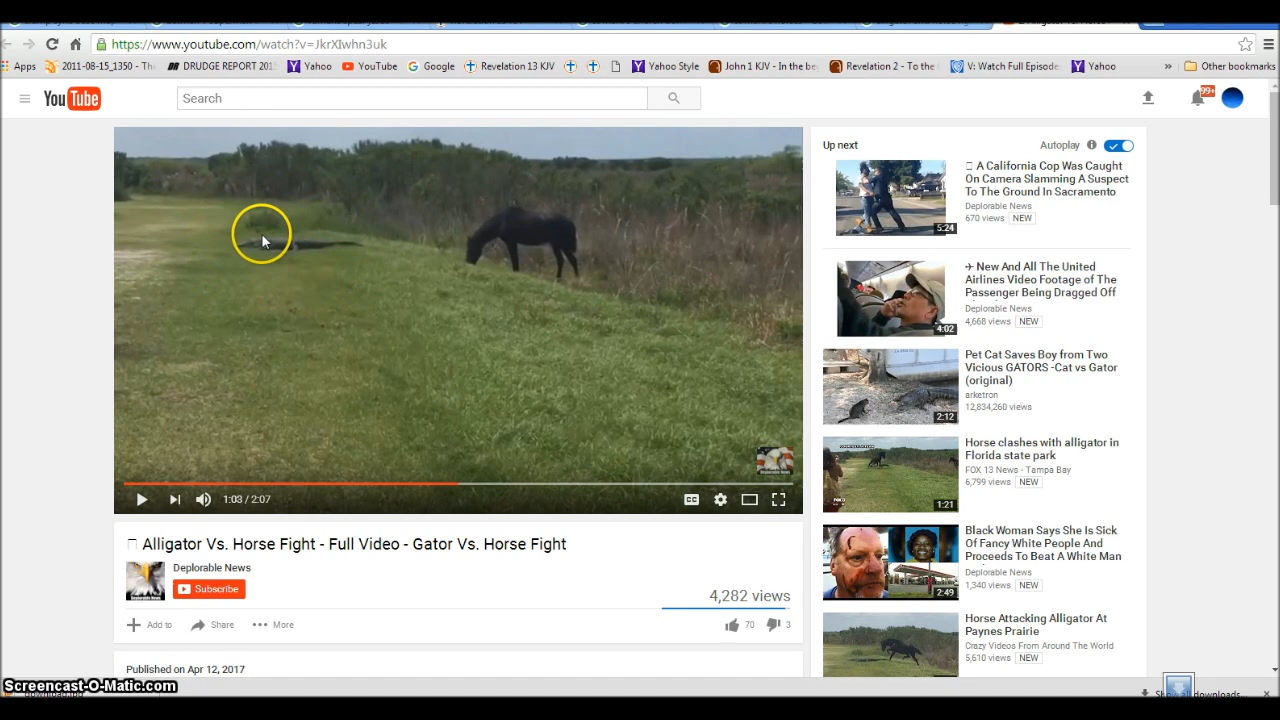 https://www.youtube.com/watch?v=JkrXIwhn3uk
Apps
2011-08-15_1350 - Th
DRUDGE REPORT 201
Yahoo
YouTube
Google
Revelation 13 KJV
Yahoo Style
John 1 KJV - In the be
Revelation 2 - To the
V: Watch Full Episode
Yahoo
»
Other bookmarks
YouTube
Search
99+
Up next
Autoplay
A California Cop Was Caught
On Camera Slamming A Suspect
To The Ground In Sacramento
Deplorable News
670 views NEW
5:24
✈ New And All The United
Airlines Video Footage of The
Passenger Being Dragged Off
Deplorable News
4,668 views NEW
4:02
Pet Cat Saves Boy from Two
Vicious GATORS -Cat vs Gator
(original)
arketron
12,834,260 views
2:12
Horse clashes with alligator in
Florida state park
FOX 13 News - Tampa Bay
6,799 views NEW
1:21
Black Woman Says She Is Sick
Of Fancy White People And
Proceeds To Beat A White Man
Deplorable News
1,340 views NEW
2:49
Horse Attacking Alligator At
Paynes Prairie
Crazy Videos From Around The World
5,610 views NEW
1:03 / 2:07
CC
Alligator Vs. Horse Fight - Full Video - Gator Vs. Horse Fight
Deplorable News
Subscribe
4,282 views
Add to
Share
More
70
3
Published on Apr 12, 2017
Screencast-O-Matic.com
Show all downloads...